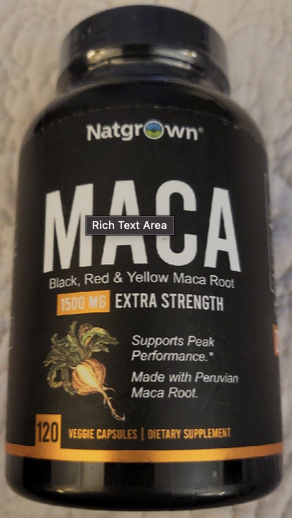 Natgrown®
MACA
Rich Text Area
Black, Red & Yellow Maca Root
1500 MG EXTRA STRENGTH
Supports Peak
Performance.*
Made with Peruvian
Maca Root.
120 VEGGIE CAPSULES | DIETARY SUPPLEMENT